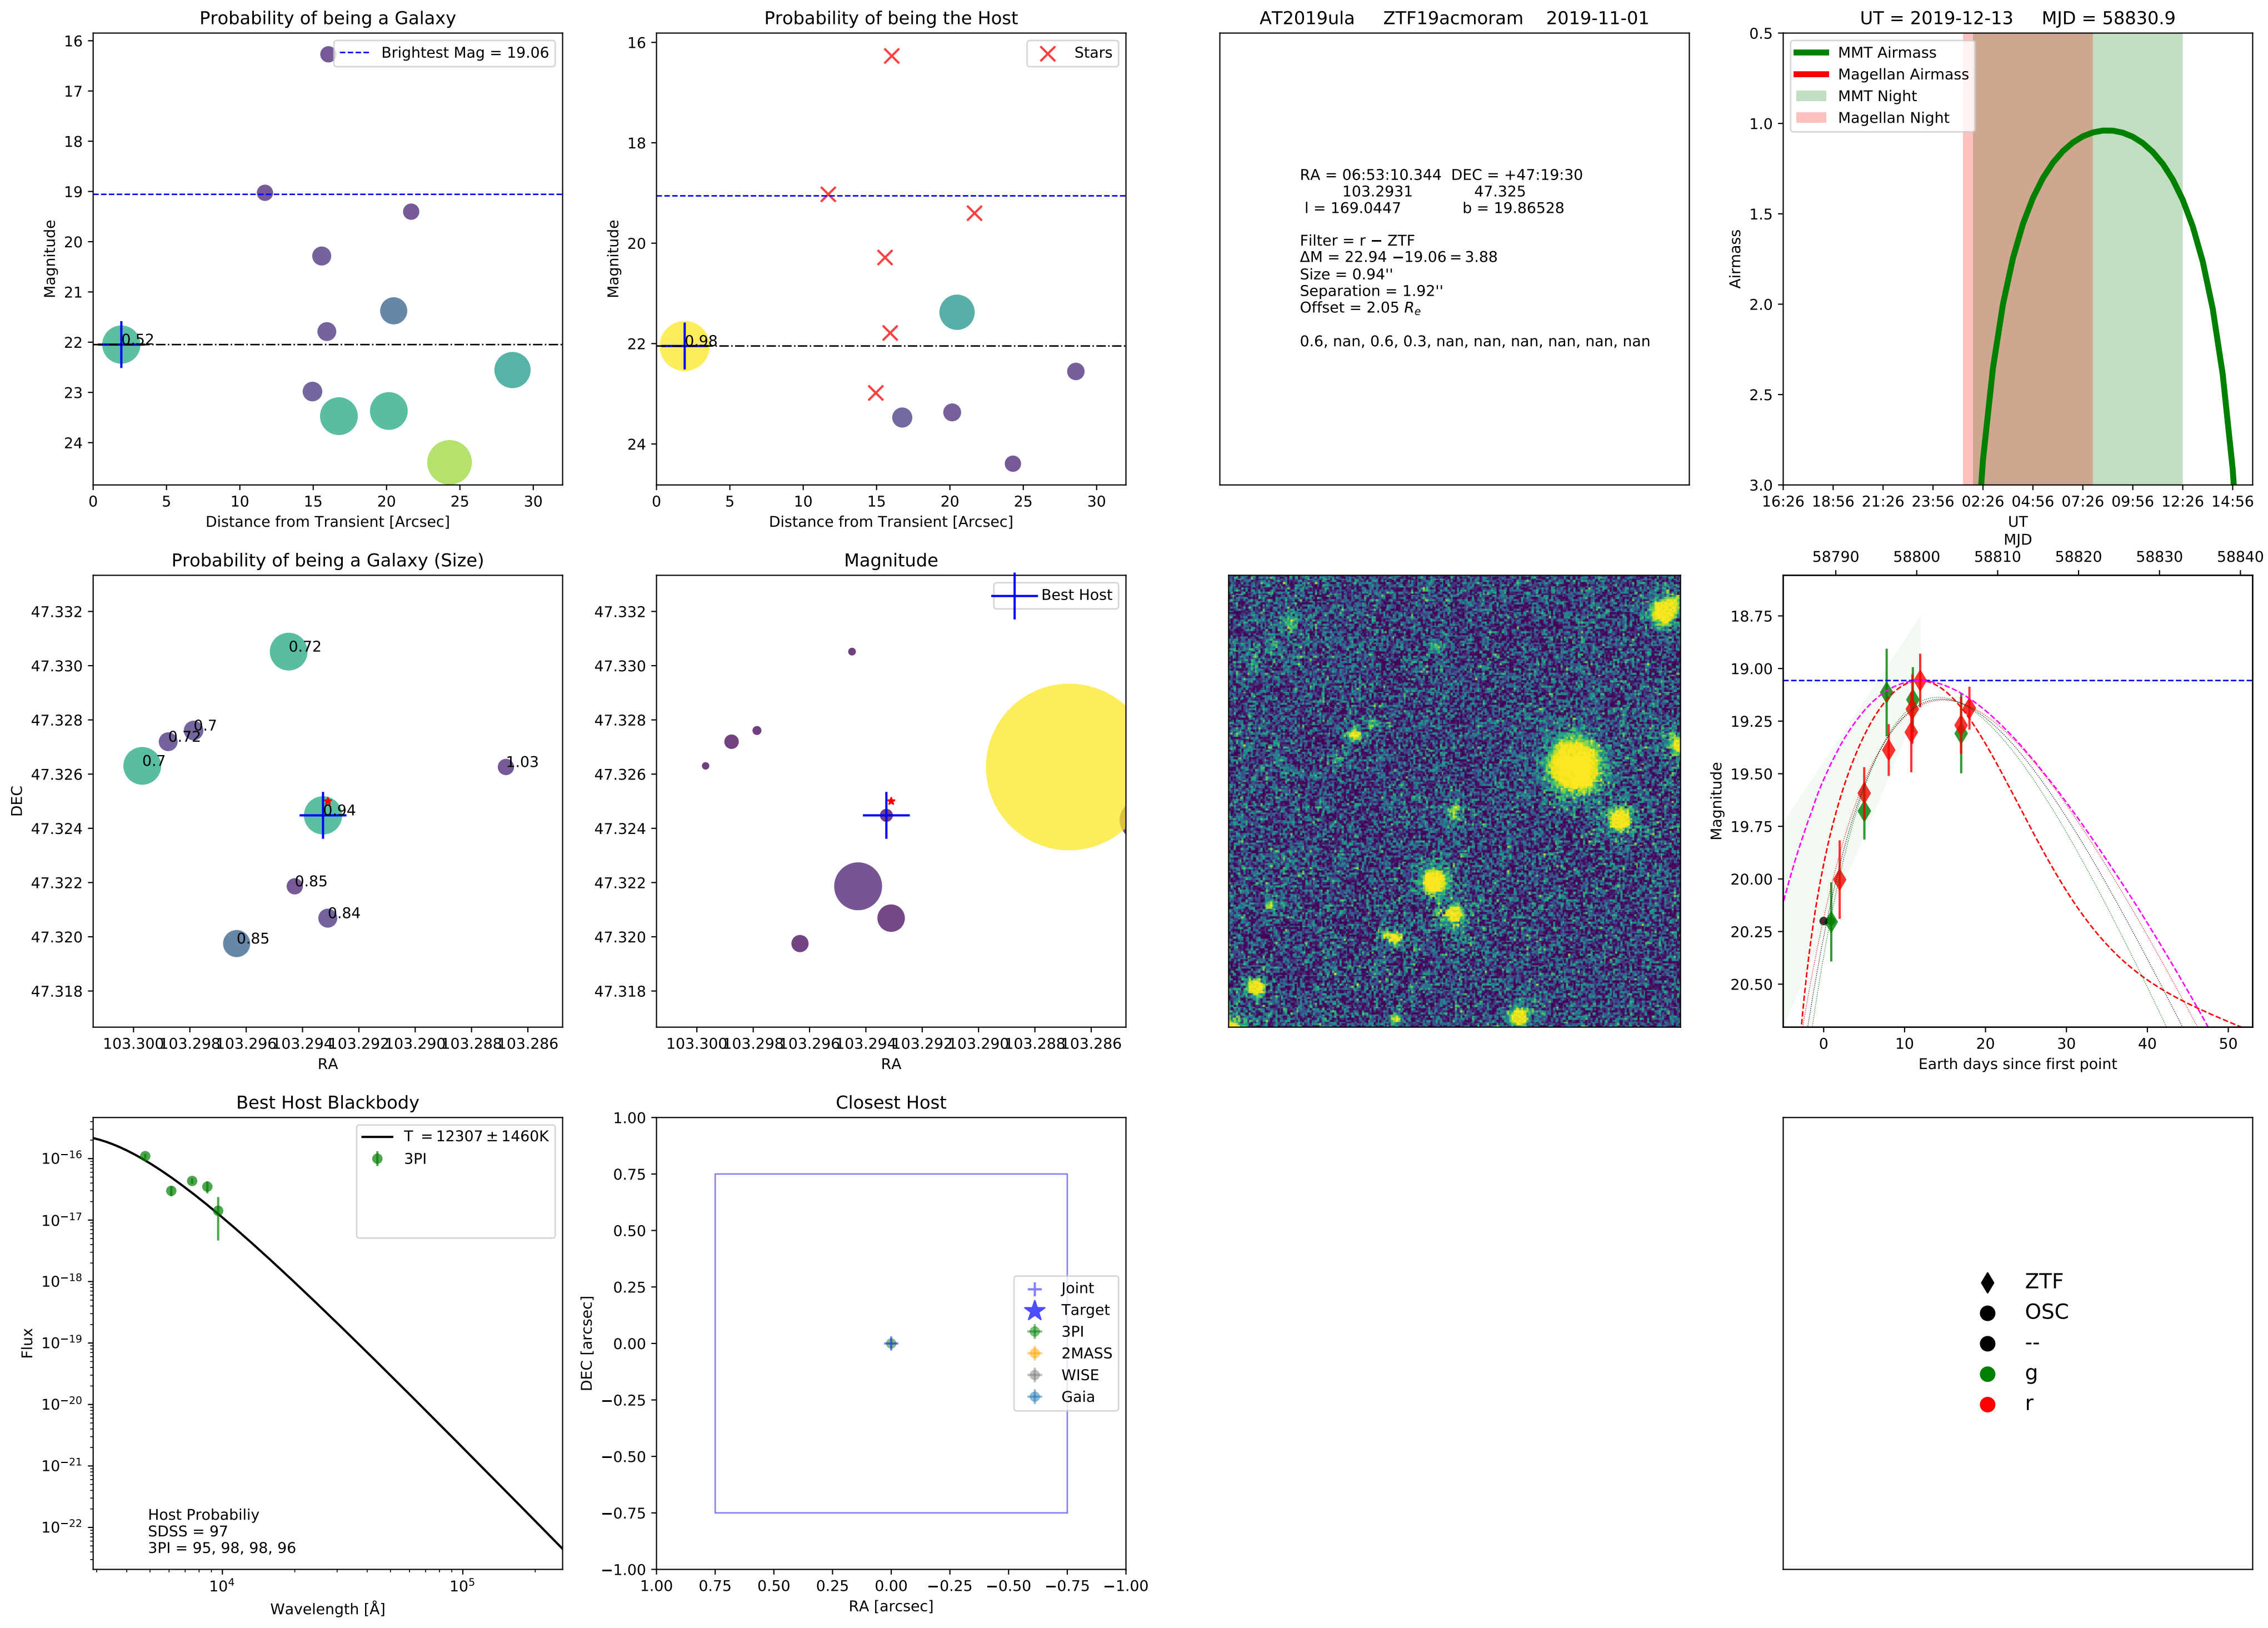 Probability of being a Galaxy
Brightest Mag = 19.06
0.52
16
17
18
19
20
21
22
23
24
Magnitude
0
5
10
15
20
25
30
Distance from Transient [Arcsec]
Probability of being the Host
Stars
0.98
16
18
20
22
24
Magnitude
0
5
10
15
20
25
30
Distance from Transient [Arcsec]
AT2019ula ZTF19acmoram 2019-11-01
RA = 06:53:10.344 DEC = +47:19:30
103.2931 47.325
l = 169.0447 b = 19.86528
Filter = r − ZTF
ΔM = 22.94 −19.06 = 3.88
Size = 0.94''
Separation = 1.92''
Offset = 2.05 Re
0.6, nan, 0.6, 0.3, nan, nan, nan, nan, nan, nan
UT = 2019-12-13 MJD = 58830.9
MMT Airmass
Magellan Airmass
MMT Night
Magellan Night
0.5
1.0
1.5
2.0
2.5
3.0
Airmass
16:26 18:56 21:26 23:56 02:26 04:56 07:26 09:56 12:26 14:56
UT
Probability of being a Galaxy (Size)
0.72
0.7
0.72
0.7
1.03
0.94
0.85
0.84
0.85
47.332
47.330
47.328
47.326
47.324
47.322
47.320
47.318
DEC
103.300 103.298 103.296 103.294 103.292 103.290 103.288 103.286
RA
Magnitude
Best Host
47.332
47.330
47.328
47.326
47.324
47.322
47.320
47.318
103.300 103.298 103.296 103.294 103.292 103.290 103.288 103.286
RA
MJD
58790 58800 58810 58820 58830 58840
18.75
19.00
19.25
19.50
19.75
20.00
20.25
20.50
Magnitude
0 10 20 30 40 50
Earth days since first point
Best Host Blackbody
T = 12307 ± 1460K
3PI
10−16
10−17
10−18
10−19
10−20
10−21
10−22
Flux
Host Probabiliy
SDSS = 97
3PI = 95, 98, 98, 96
104 105
Wavelength [Å]
Closest Host
Joint
Target
3PI
2MASS
WISE
Gaia
1.00
0.75
0.50
0.25
0.00
−0.25
−0.50
−0.75
−1.00
DEC [arcsec]
1.00 0.75 0.50 0.25 0.00 −0.25 −0.50 −0.75 −1.00
RA [arcsec]
ZTF
OSC
--
g
r